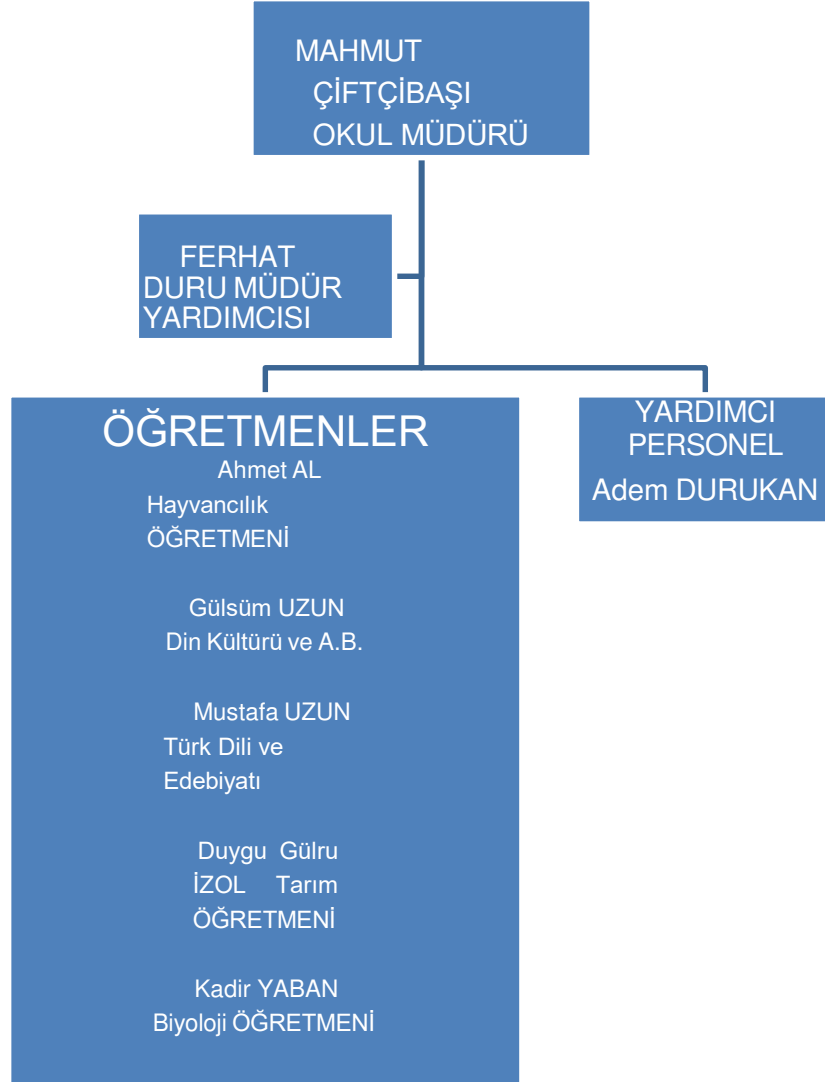 MAHMUT
ÇİFTÇİBAŞI
OKUL MÜDÜRÜ
FERHAT
DURU MÜDÜR
YARDIMCISI
ÖĞRETMENLER
Ahmet AL
Hayvancılık
ÖĞRETMENİ
Gülsüm UZUN
Din Kültürü ve A.B.
Mustafa UZUN
Türk Dili ve
Edebiyatı
Duygu Gülru
İZOL Tarım
ÖĞRETMENİ
Kadir YABAN
Biyoloji ÖĞRETMENİ
YARDIMCI
PERSONEL
Adem DURUKAN